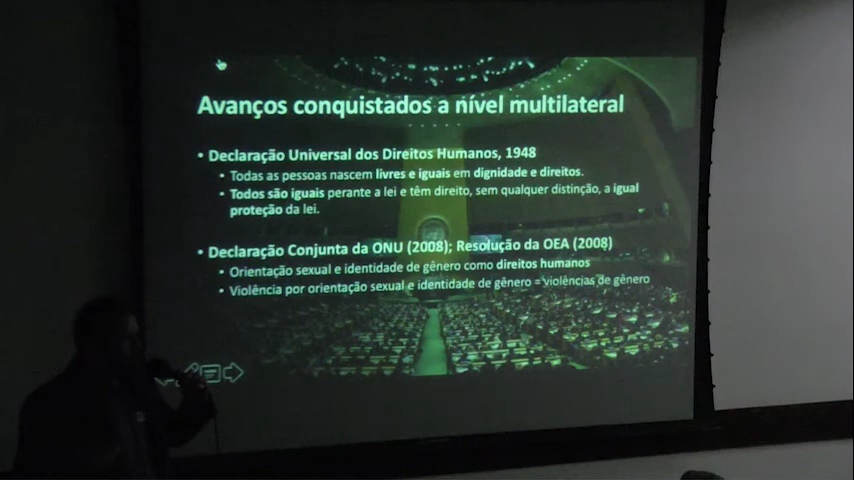 Avanços conquistados a nível multilateral
• Declaração Universal dos Direitos Humanos, 1948
• Todas as pessoas nascem livres e iguais em dignidade e direitos.
• Todos são iguais perante a lei e têm direito, sem qualquer distinção, a igual
proteção da lei.
• Declaração Conjunta da ONU (2008); Resolução da OEA (2008)
• Orientação sexual e identidade de gênero como direitos humanos
• Violência por orientação sexual e identidade de gênero = violências de gênero